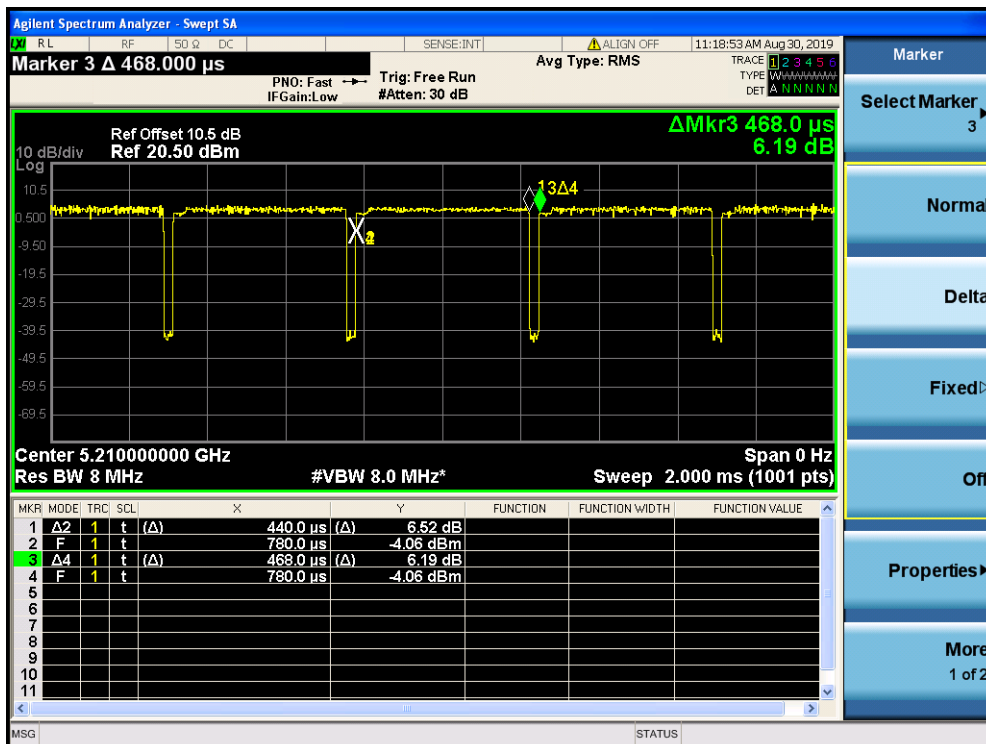 Agilent Spectrum Analyzer - Swept SA
LXI RL RF 50 Ω DC SENSE:INT ALIGN OFF 11:18:53 AM Aug 30, 2019
Marker 3 Δ 468.000 µs
PNO: Fast
IFGain:Low
Trig: Free Run
#Atten: 30 dB
Avg Type: RMS
TRACE 1 2 3 4 5 6
TYPE
DET A N N N N N
Ref Offset 10.5 dB
Ref 20.50 dBm
10 dB/div
Log
ΔMkr3 468.0 µs
6.19 dB
10.5
0.500
-9.50
-19.5
-29.5
-39.5
-49.5
-59.5
-69.5
13Δ4
Center 5.210000000 GHz
Span 0 Hz
Res BW 8 MHz #VBW 8.0 MHz* Sweep 2.000 ms (1001 pts)
MKR MODE TRC SCL X Y FUNCTION FUNCTION WIDTH FUNCTION VALUE
1 Δ2 1 t (Δ) 440.0 µs (Δ) 6.52 dB
2 F 1 t 780.0 µs -4.06 dBm
3 Δ4 1 t (Δ) 468.0 µs (Δ) 6.19 dB
4 F 1 t 780.0 µs -4.06 dBm
5
6
7
8
9
10
11
MSG STATUS
Marker
Select Marker
3
Normal
Delta
Fixed
Off
Properties
More
1 of 2